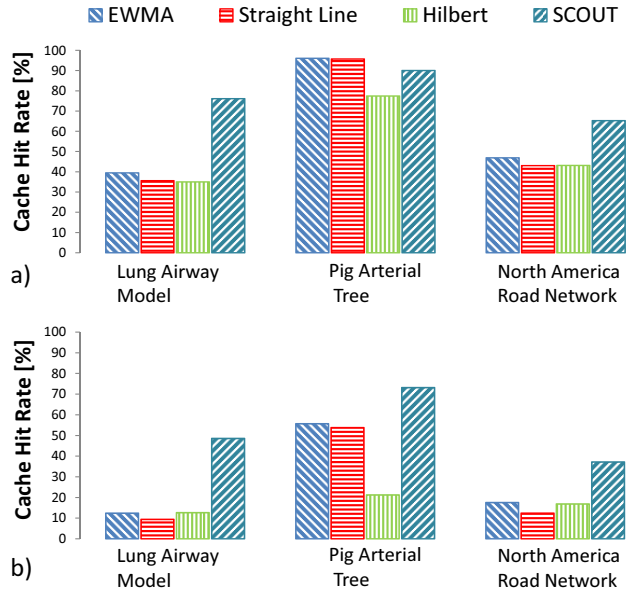 EWMA Straight Line Hilbert SCOUT
Cache Hit Rate [%]
100
90
80
70
60
50
40
30
20
10
0
Lung Airway Model
Pig Arterial Tree
North America Road Network
a)
Cache Hit Rate [%]
100
90
80
70
60
50
40
30
20
10
0
Lung Airway Model
Pig Arterial Tree
North America Road Network
b)